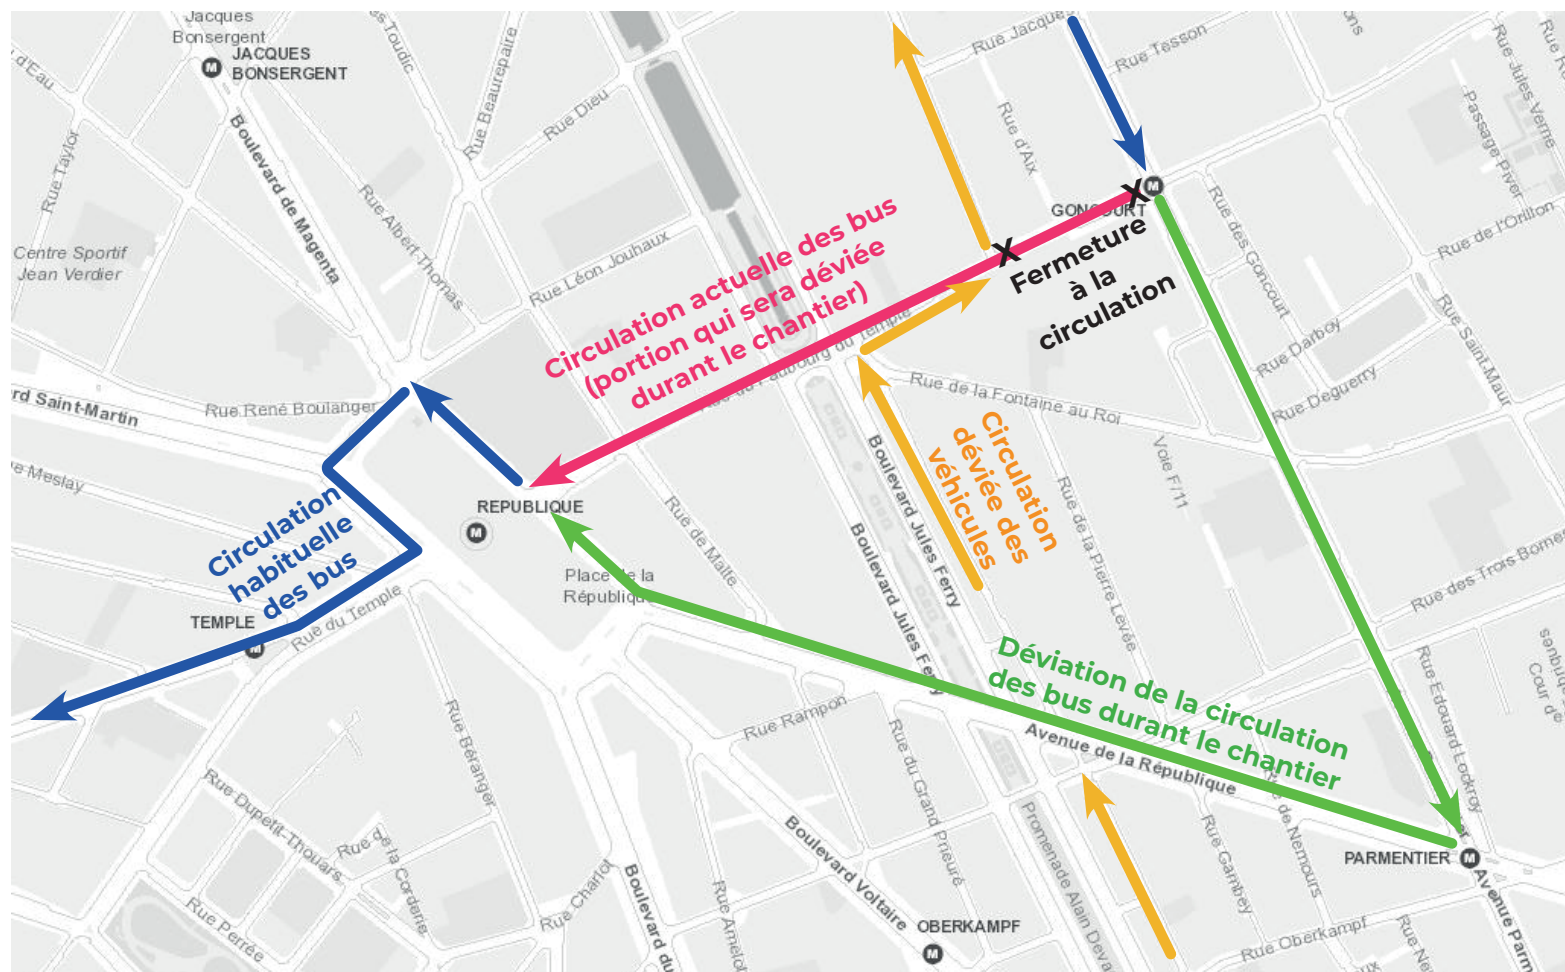 Jacques
Bonsergent
JACQUES
BONSERGENT
d'Eau
Rue Taylor
Rue Beaurepaire
Rue Dieu
Boulevard de Magenta
Rue Albert-Thomas
Rue Léon Jouhaux
Centre Sportif
Jean Verdier
Rue Jacques
Rue Tesson
Rue d'Aix
Rue Jules Verne
Passage Piver
Rue de l'Orillon
GONCOURT
Rue des Goncourt
X
X
Fermeture
à la
circulation
Circulation actuelle des bus
(portion qui sera déviée
durant le chantier)
Rue Darboy
Rue Deguerry
Rue Saint-Maur
Rue de la Fontaine au Roi
Voie F/11
Rue René Boulanger
rd Saint-Martin
Meslay
Circulation
habituelle
des bus
REPUBLIQUE
Place de la
République
Rue de Malte
Boulevard Jules Ferry
Boulevard Jules Ferry
Circulation
déviée des
véhicules
Rue de la Pierre Levée
Rue des Trois Bornes
TEMPLE
Rue du Temple
Déviation de la circulation
des bus durant le chantier
Rue Edouard Lockroy
Cour de
Rue Béranger
Rue Rampon
Rue du Grand Prieuré
Avenue de la République
Rue Dupetit-Thouars
Rue de
la Corderie
Rue Perrée
Rue Charlot
Boulevard du
Rue Amelot
Boulevard Voltaire
OBERKAMPF
Promenade Alain Deva
Rue Gambey
de Nemours
PARMENTIER
Avenue Parm
Rue Oberkampf
Rue Ne